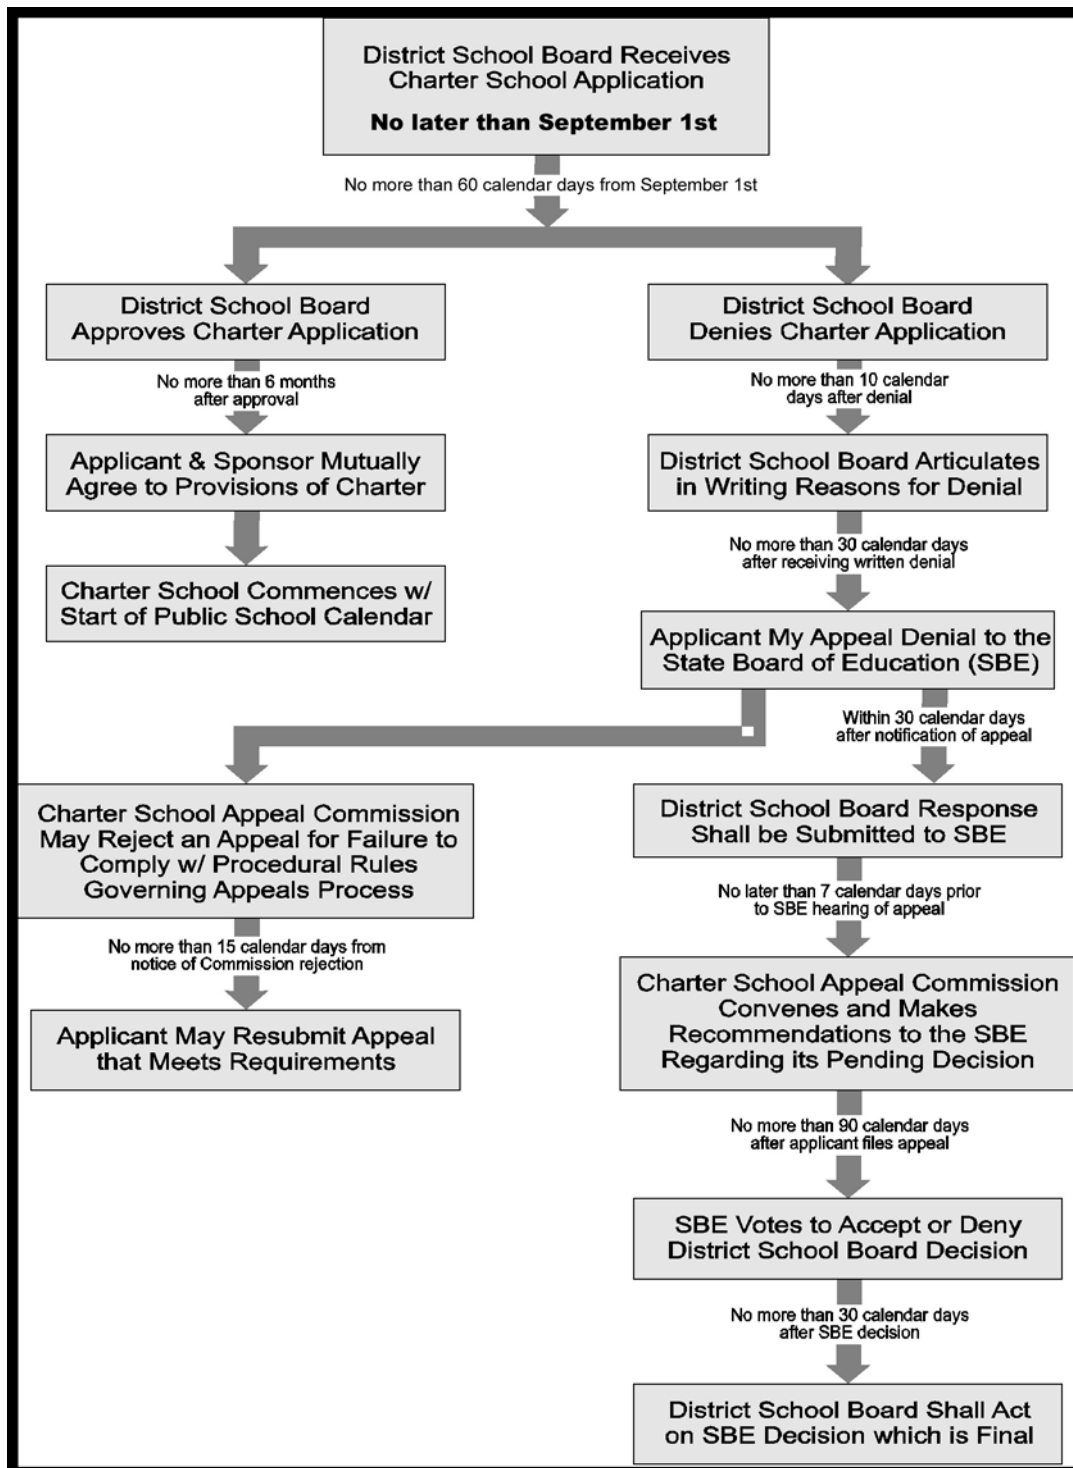 District School Board Receives
Charter School Application
No later than September 1st
No more than 60 calendar days from September 1st
District School Board
Approves Charter Application
No more than 6 months
after approval
Applicant & Sponsor Mutually
Agree to Provisions of Charter
Charter School Commences w/
Start of Public School Calendar
District School Board
Denies Charter Application
No more than 10 calendar
days after denial
District School Board Articulates
in Writing Reasons for Denial
No more than 30 calendar days
after receiving written denial
Applicant My Appeal Denial to the
State Board of Education (SBE)
Charter School Appeal Commission
May Reject an Appeal for Failure to
Comply w/ Procedural Rules
Governing Appeals Process
No more than 15 calendar days from
notice of Commission rejection
Applicant May Resubmit Appeal
that Meets Requirements
Within 30 calendar days
after notification of appeal
District School Board Response
Shall be Submitted to SBE
No later than 7 calendar days prior
to SBE hearing of appeal
Charter School Appeal Commission
Convenes and Makes
Recommendations to the SBE
Regarding its Pending Decision
No more than 90 calendar days
after applicant files appeal
SBE Votes to Accept or Deny
District School Board Decision
No more than 30 calendar days
after SBE decision
District School Board Shall Act
on SBE Decision which is Final